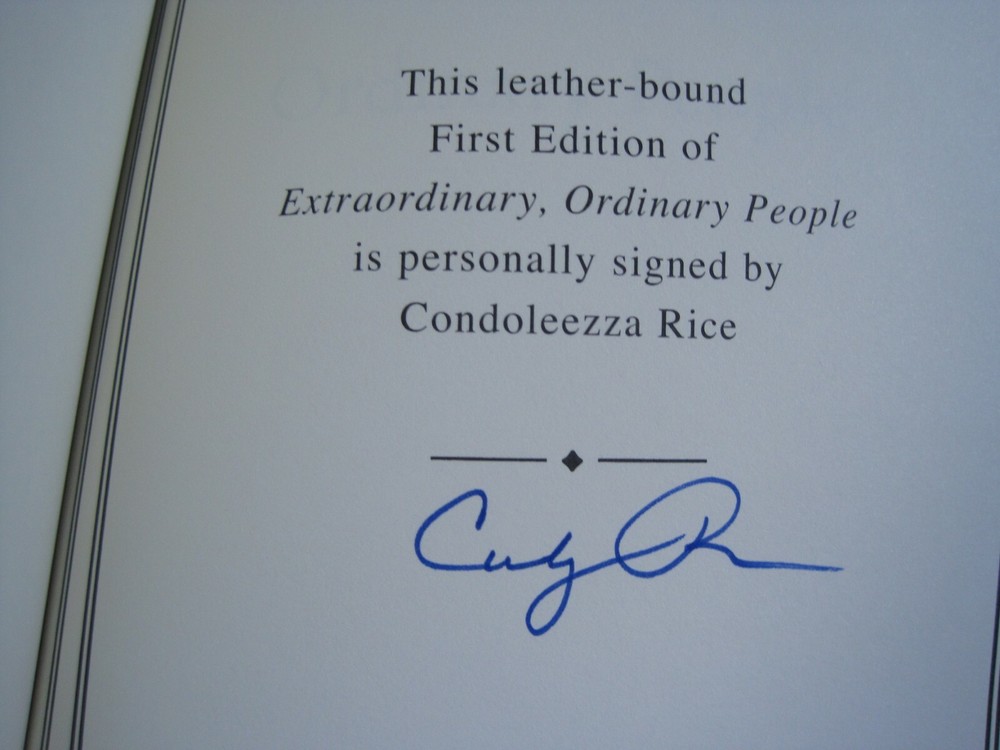 This leather-bound
First Edition of
Extraordinary, Ordinary People
is personally signed by
Condoleezza Rice